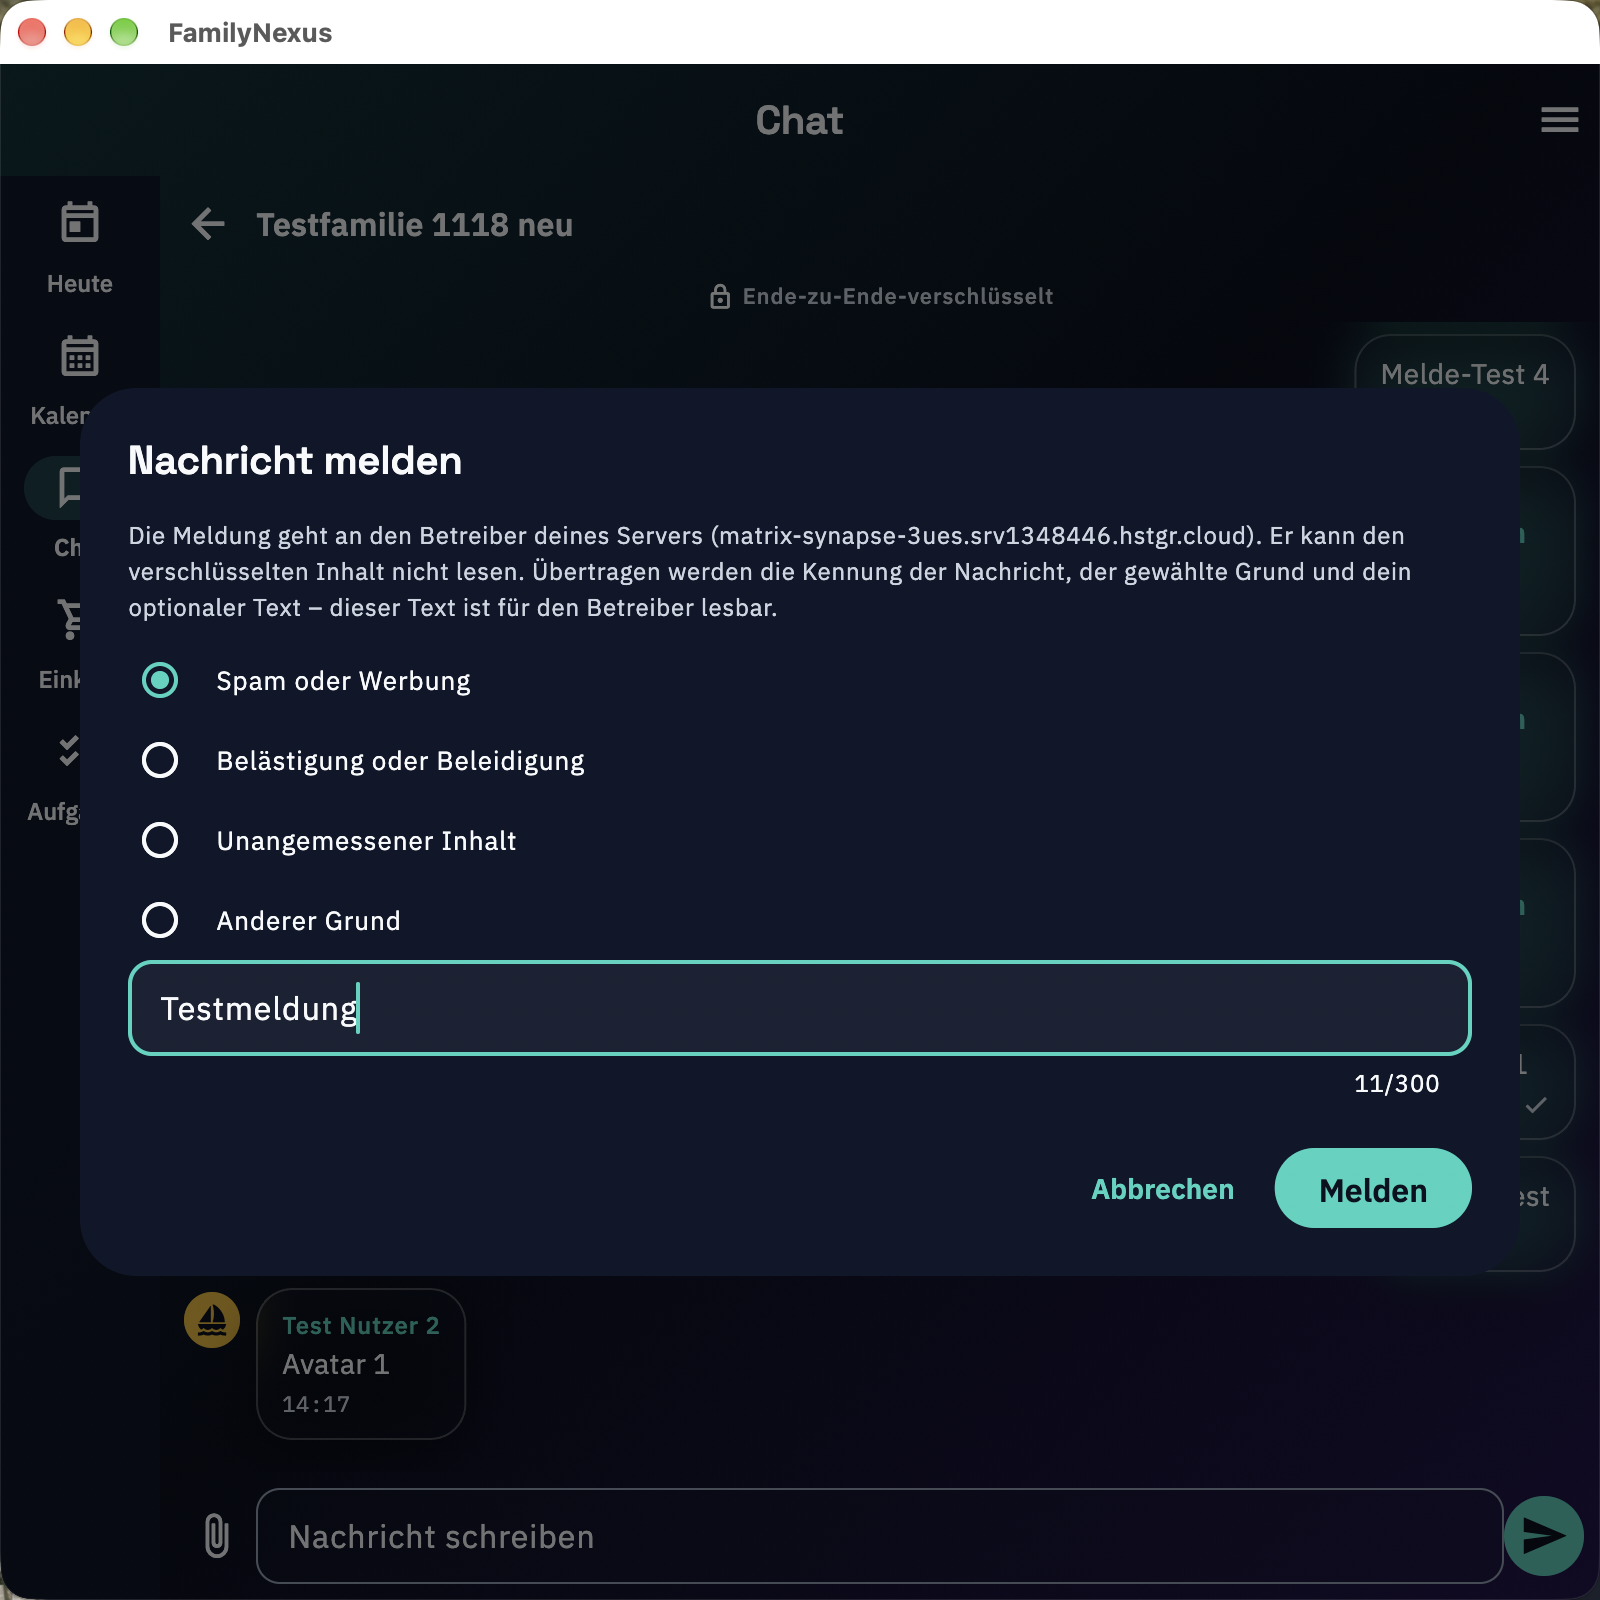 FamilyNexus
Chat
Heute
Testfamilie 1118 neu
Ende-zu-Ende-verschlüsselt
Melde-Test 4
Nachricht melden
Die Meldung geht an den Betreiber deines Servers (matrix-synapse-3ues.srv1348446.hstgr.cloud). Er kann den
verschlüsselten Inhalt nicht lesen. Übertragen werden die Kennung der Nachricht, der gewählte Grund und dein
optionaler Text – dieser Text ist für den Betreiber lesbar.
Spam oder Werbung
Belästigung oder Beleidigung
Unangemessener Inhalt
Anderer Grund
Testmeldung
11/300
Abbrechen
Melden
Test Nutzer 2
Avatar 1
14:17
Nachricht schreiben